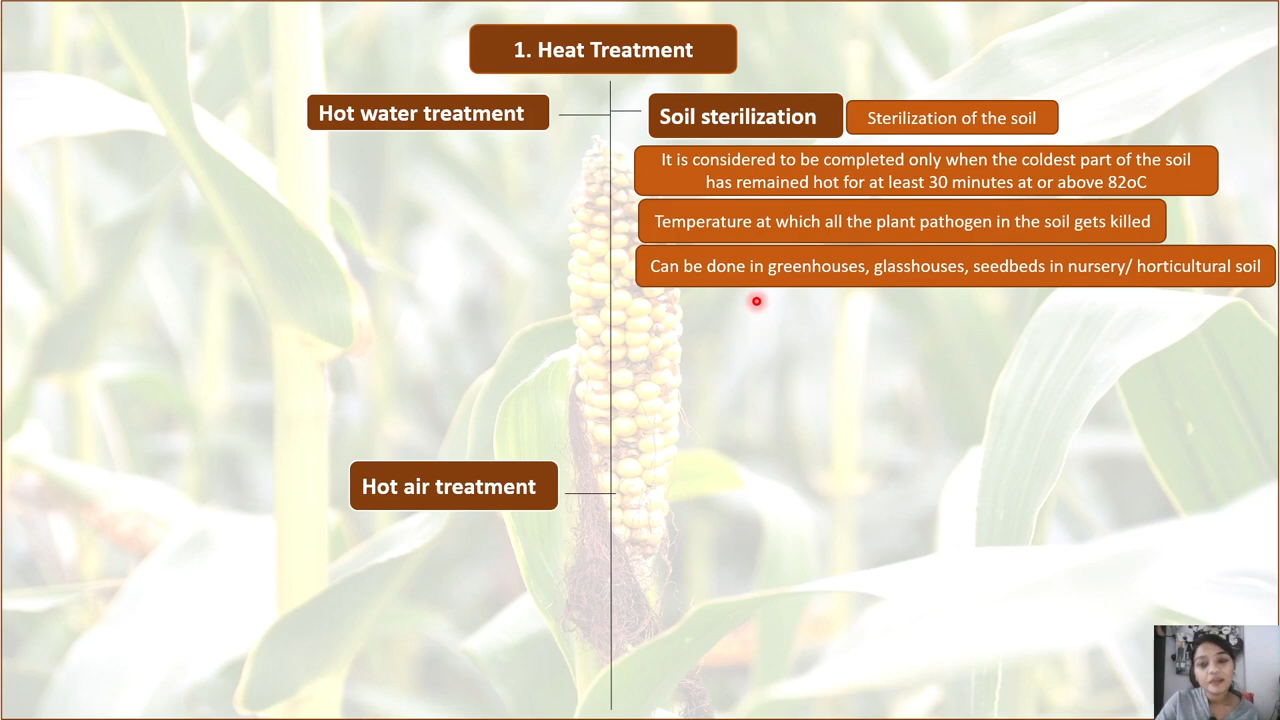 1. Heat Treatment
Hot water treatment
Soil sterilization
Sterilization of the soil
It is considered to be completed only when the coldest part of the soil
has remained hot for at least 30 minutes at or above 82oC
Temperature at which all the plant pathogen in the soil gets killed
Can be done in greenhouses, glasshouses, seedbeds in nursery/ horticultural soil
Hot air treatment